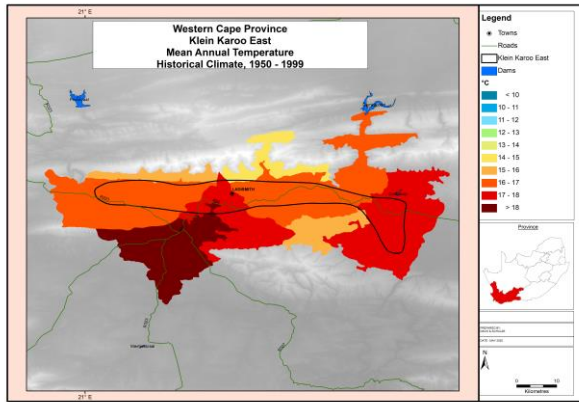 21° E
Western Cape Province
Klein Karoo East
Mean Annual Temperature
Historical Climate, 1950 - 1999
LADISMITH
21° E
Legend
Towns
Roads
Klein Karoo East
Dams
°C
< 10
10 - 11
11 - 12
12 - 13
13 - 14
14 - 15
15 - 16
16 - 17
17 - 18
> 18
Province
N
0
10
Kilometres